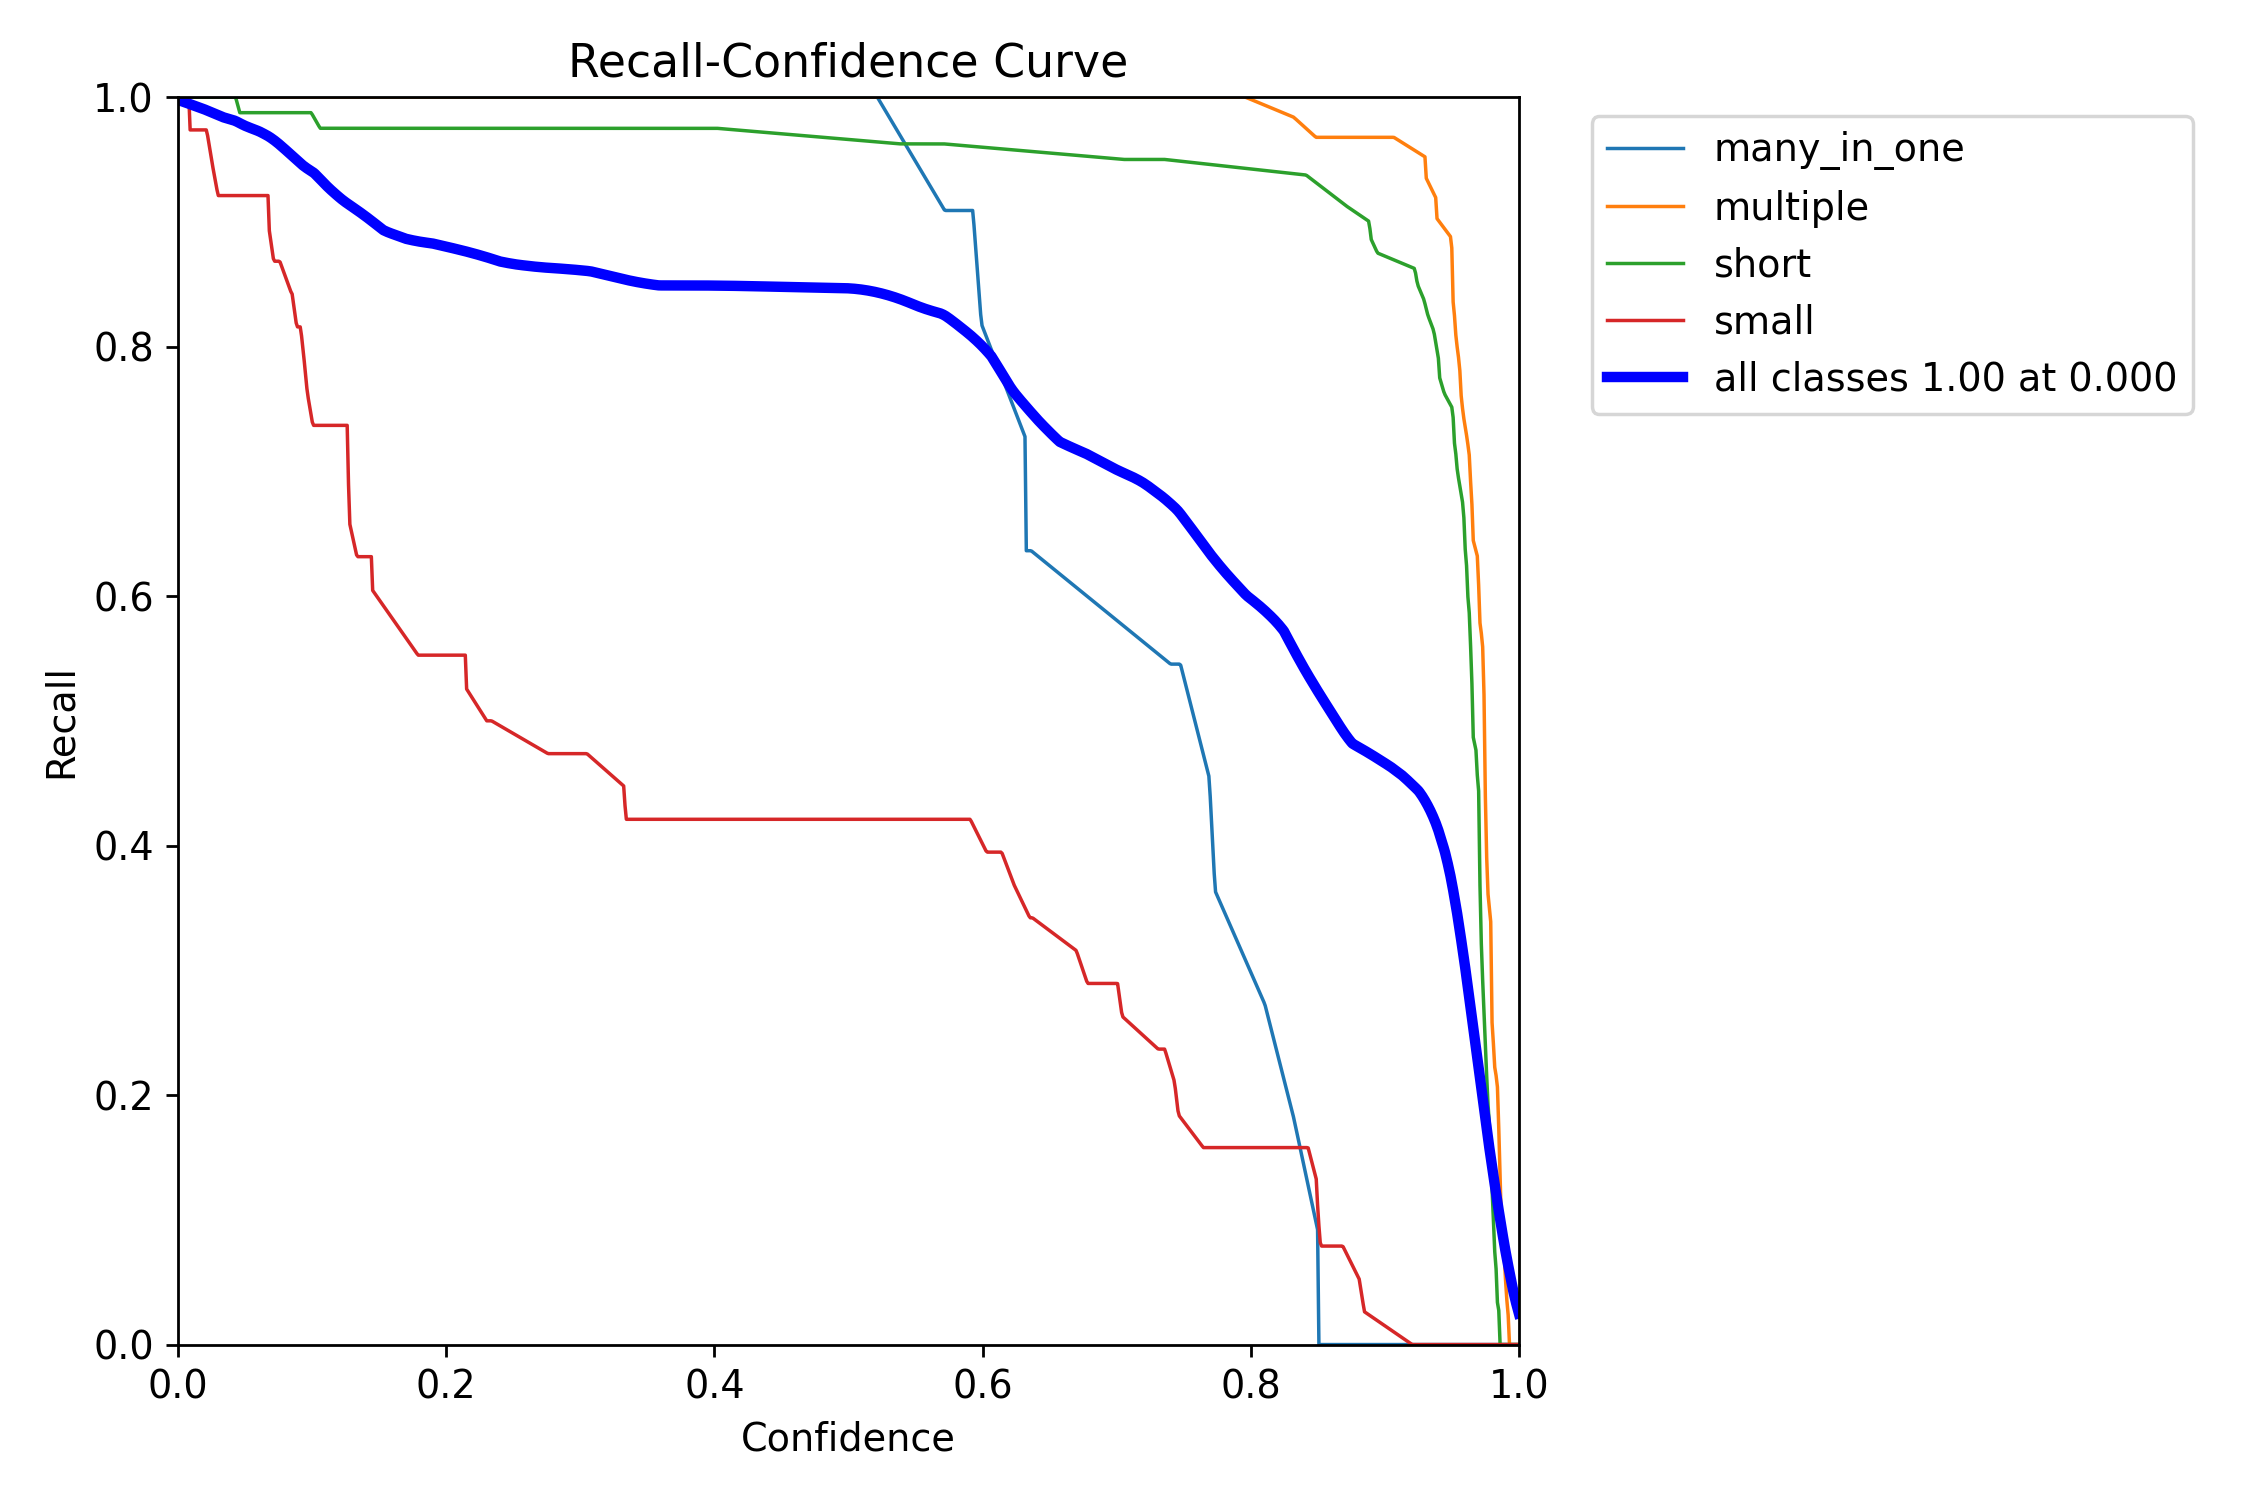 Recall-Confidence Curve
1.0
0.8
0.6
0.4
0.2
0.0
Recall
0.0 0.2 0.4 0.6 0.8 1.0
Confidence
many_in_one
multiple
short
small
all classes 1.00 at 0.000